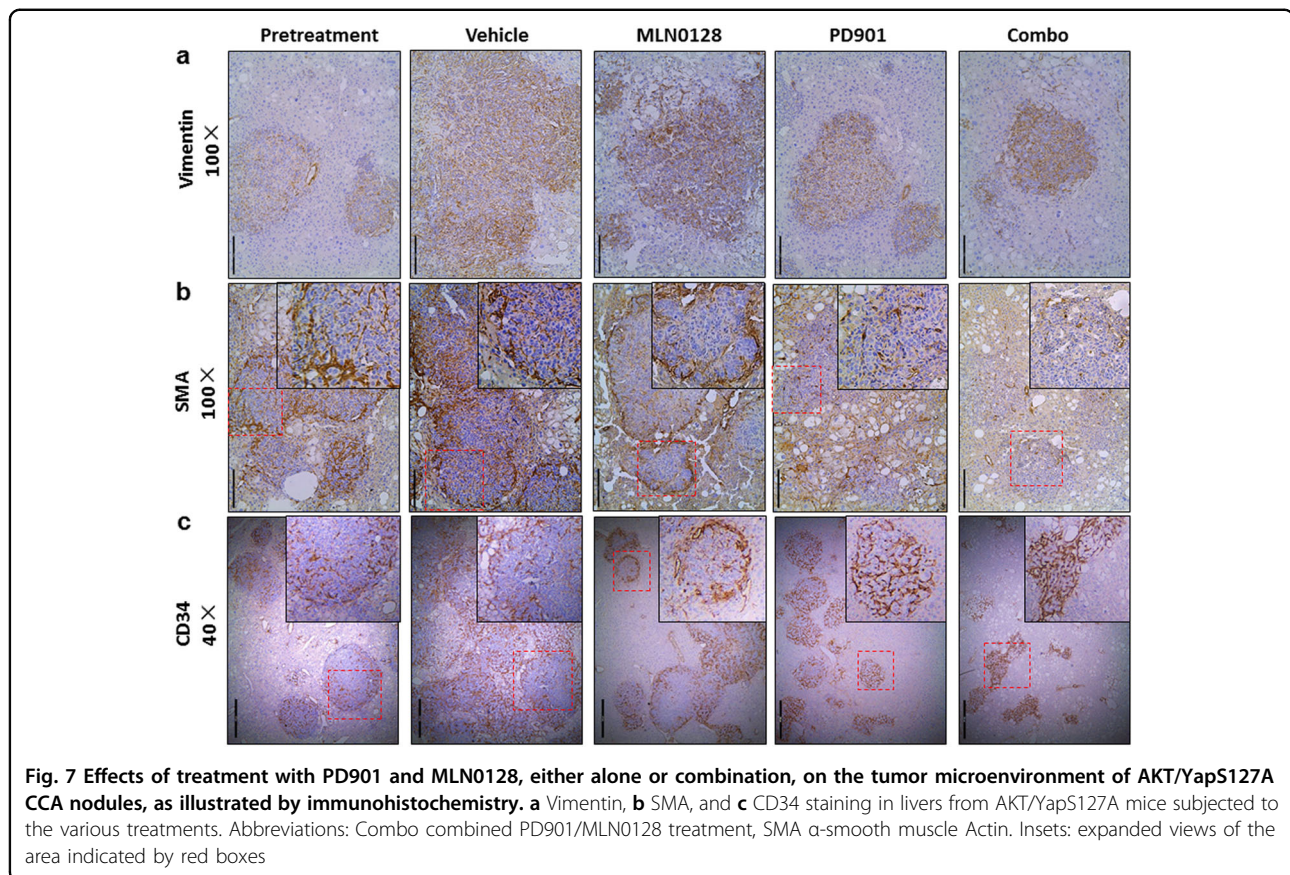 Pretreatment Vehicle MLN0128 PD901 Combo
a
Vimentin
100 ×
b
SMA
100 ×
c
CD34
40 ×
Fig. 7 Effects of treatment with PD901 and MLN0128, either alone or combination, on the tumor microenvironment of AKT/YapS127A
CCA nodules, as illustrated by immunohistochemistry. a Vimentin, b SMA, and c CD34 staining in livers from AKT/YapS127A mice subjected to
the various treatments. Abbreviations: Combo combined PD901/MLN0128 treatment, SMA α-smooth muscle Actin. Insets: expanded views of the
area indicated by red boxes